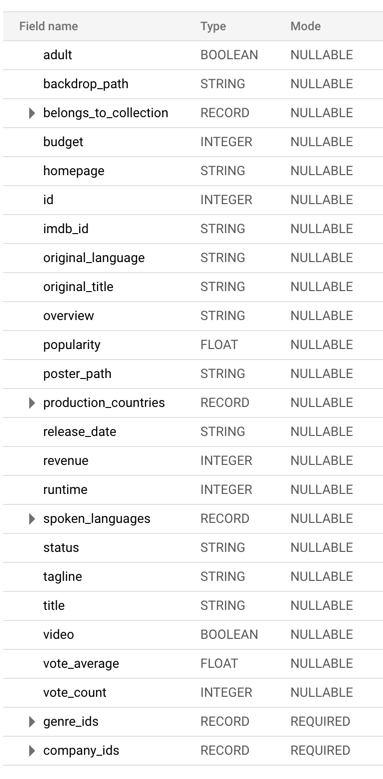 Field name Type Mode
adult BOOLEAN NULLABLE
backdrop_path STRING NULLABLE
belongs_to_collection RECORD NULLABLE
budget INTEGER NULLABLE
homepage STRING NULLABLE
id INTEGER NULLABLE
imdb_id STRING NULLABLE
original_language STRING NULLABLE
original_title STRING NULLABLE
overview STRING NULLABLE
popularity FLOAT NULLABLE
poster_path STRING NULLABLE
production_countries RECORD NULLABLE
release_date STRING NULLABLE
revenue INTEGER NULLABLE
runtime INTEGER NULLABLE
spoken_languages RECORD NULLABLE
status STRING NULLABLE
tagline STRING NULLABLE
title STRING NULLABLE
video BOOLEAN NULLABLE
vote_average FLOAT NULLABLE
vote_count INTEGER NULLABLE
genre_ids RECORD REQUIRED
company_ids RECORD REQUIRED